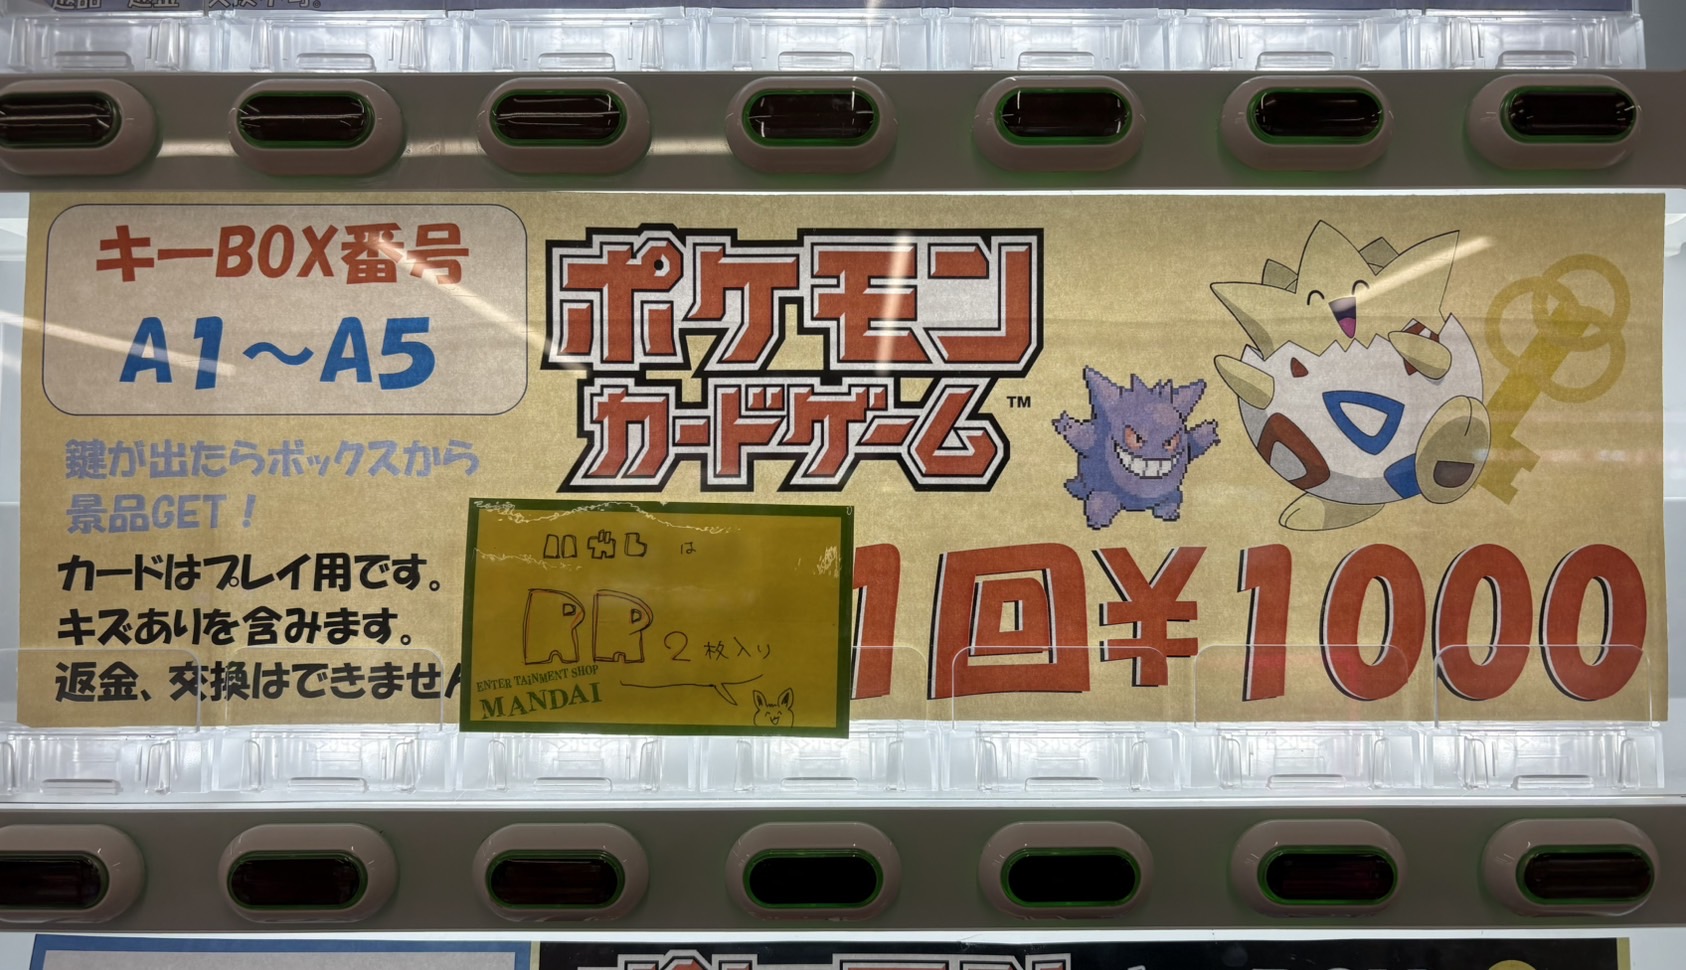 キーBOX番号
A1～A5
鍵が出たらボックスから
景品GET！
カードはプレイ用です。
キズありを含みます。
返金、交換はできません
ポケモン
カードゲーム
TM
1回¥1000
ハガレは
RR 2枚入り
ENTERTAINMENT SHOP
MANDAI